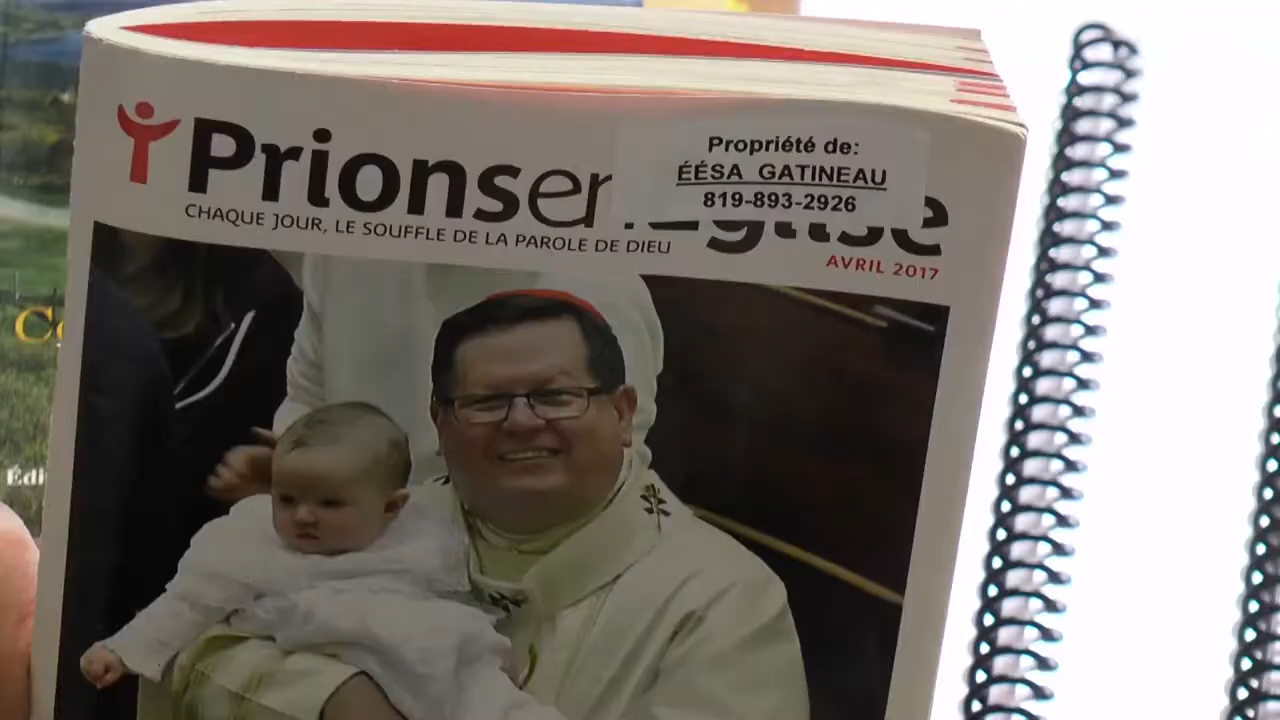 Prionsen
Propriété de:
ÉÉSA GATINEAU
819-893-2926
Église
CHAQUE JOUR, LE SOUFFLE DE LA PAROLE DE DIEU
AVRIL 2017